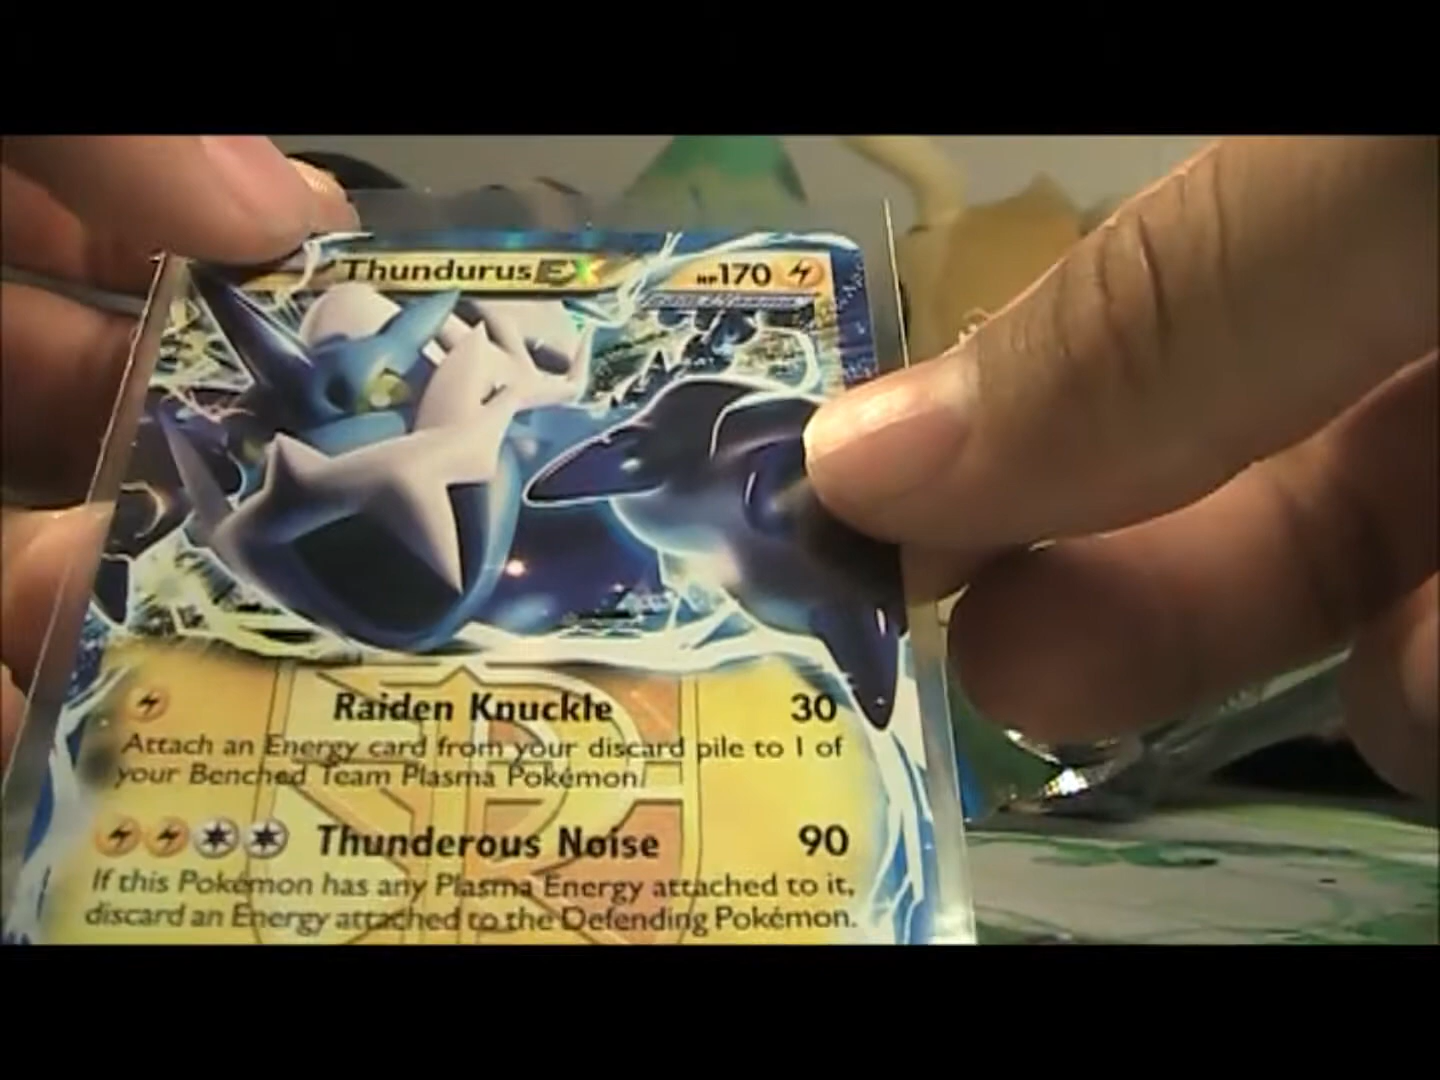 Thundurus EX HP 170
Raiden Knuckle 30
Attach an Energy card from your discard pile to 1 of
your Benched Team Plasma Pokémon.
Thunderous Noise 90
If this Pokémon has any Plasma Energy attached to it,
discard an Energy attached to the Defending Pokémon.